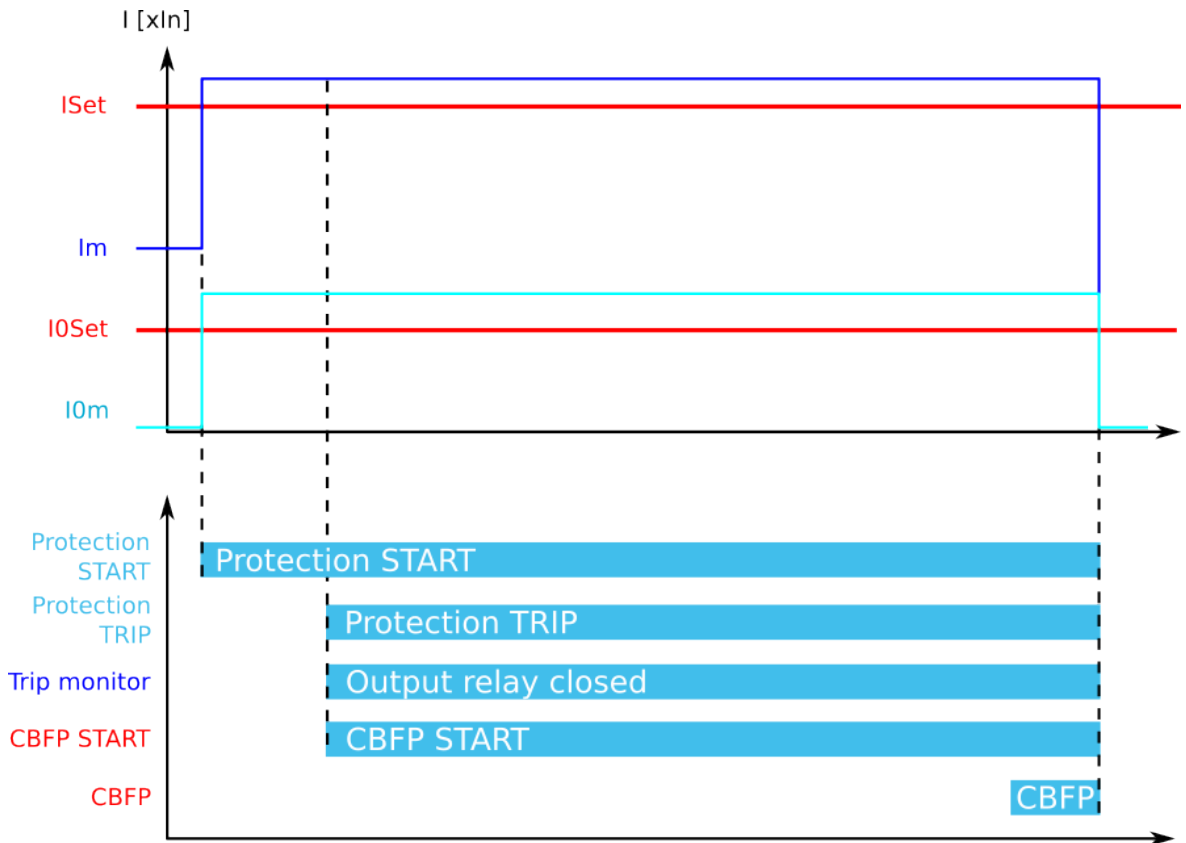 I [xIn]
ISet
Im
I0Set
I0m
Protection
START
Protection START
Protection
TRIP
Protection TRIP
Trip monitor
Output relay closed
CBFP START
CBFP START
CBFP
CBFP